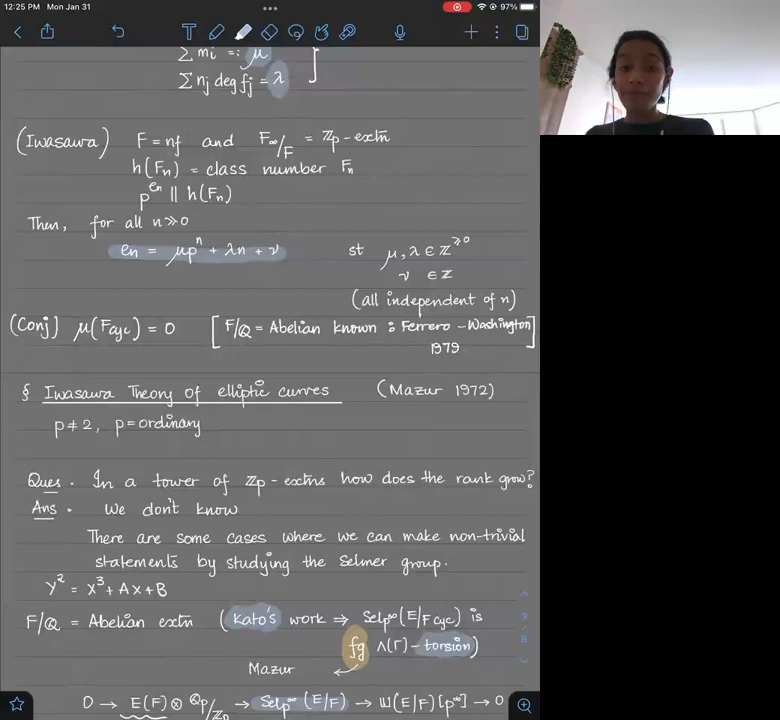 12:25 PM Mon Jan 31
97%
Σ mi =: μ
Σ nj deg fj = λ
(Iwasawa) F = nf and F∞/F = Zp-extn
h(Fn) = class number Fn
p^en || h(Fn)
Then, for all n≫0
en = μp^n + λn + ν st μ, λ ∈ Z^≥0
ν ∈ Z
(all independent of n)
(Conj) μ(Fcyc) = 0 [F/Q = Abelian known : Ferrero-Washington
1979]
§ Iwasawa Theory of elliptic curves (Mazur 1972)
p≠2, p=ordinary
Ques. In a tower of Zp-extns how does the rank grow?
Ans. We don't know
There are some cases where we can make non-trivial
statements by studying the Selmer group.
Y² = X³ + AX + B
F/Q = Abelian extn (Kato's work ⇒ Selp∞(E/Fcyc) is
fg Λ(Γ)-torsion)
Mazur
0 → E(F)⊗Qp/Zp → Selp∞(E/F) → Ш(E/F)[p∞] → 0